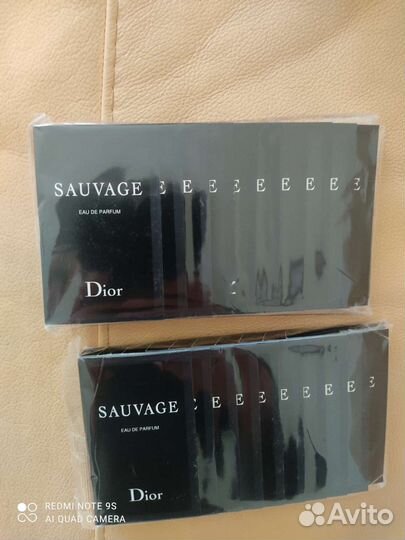 SAUVAGE E E E E E E E E E
EAU DE PARFUM
Dior
SAUVAGE E E E E E E E E
EAU DE PARFUM
Dior
REDMI NOTE 9S
AI QUAD CAMERA
Avito